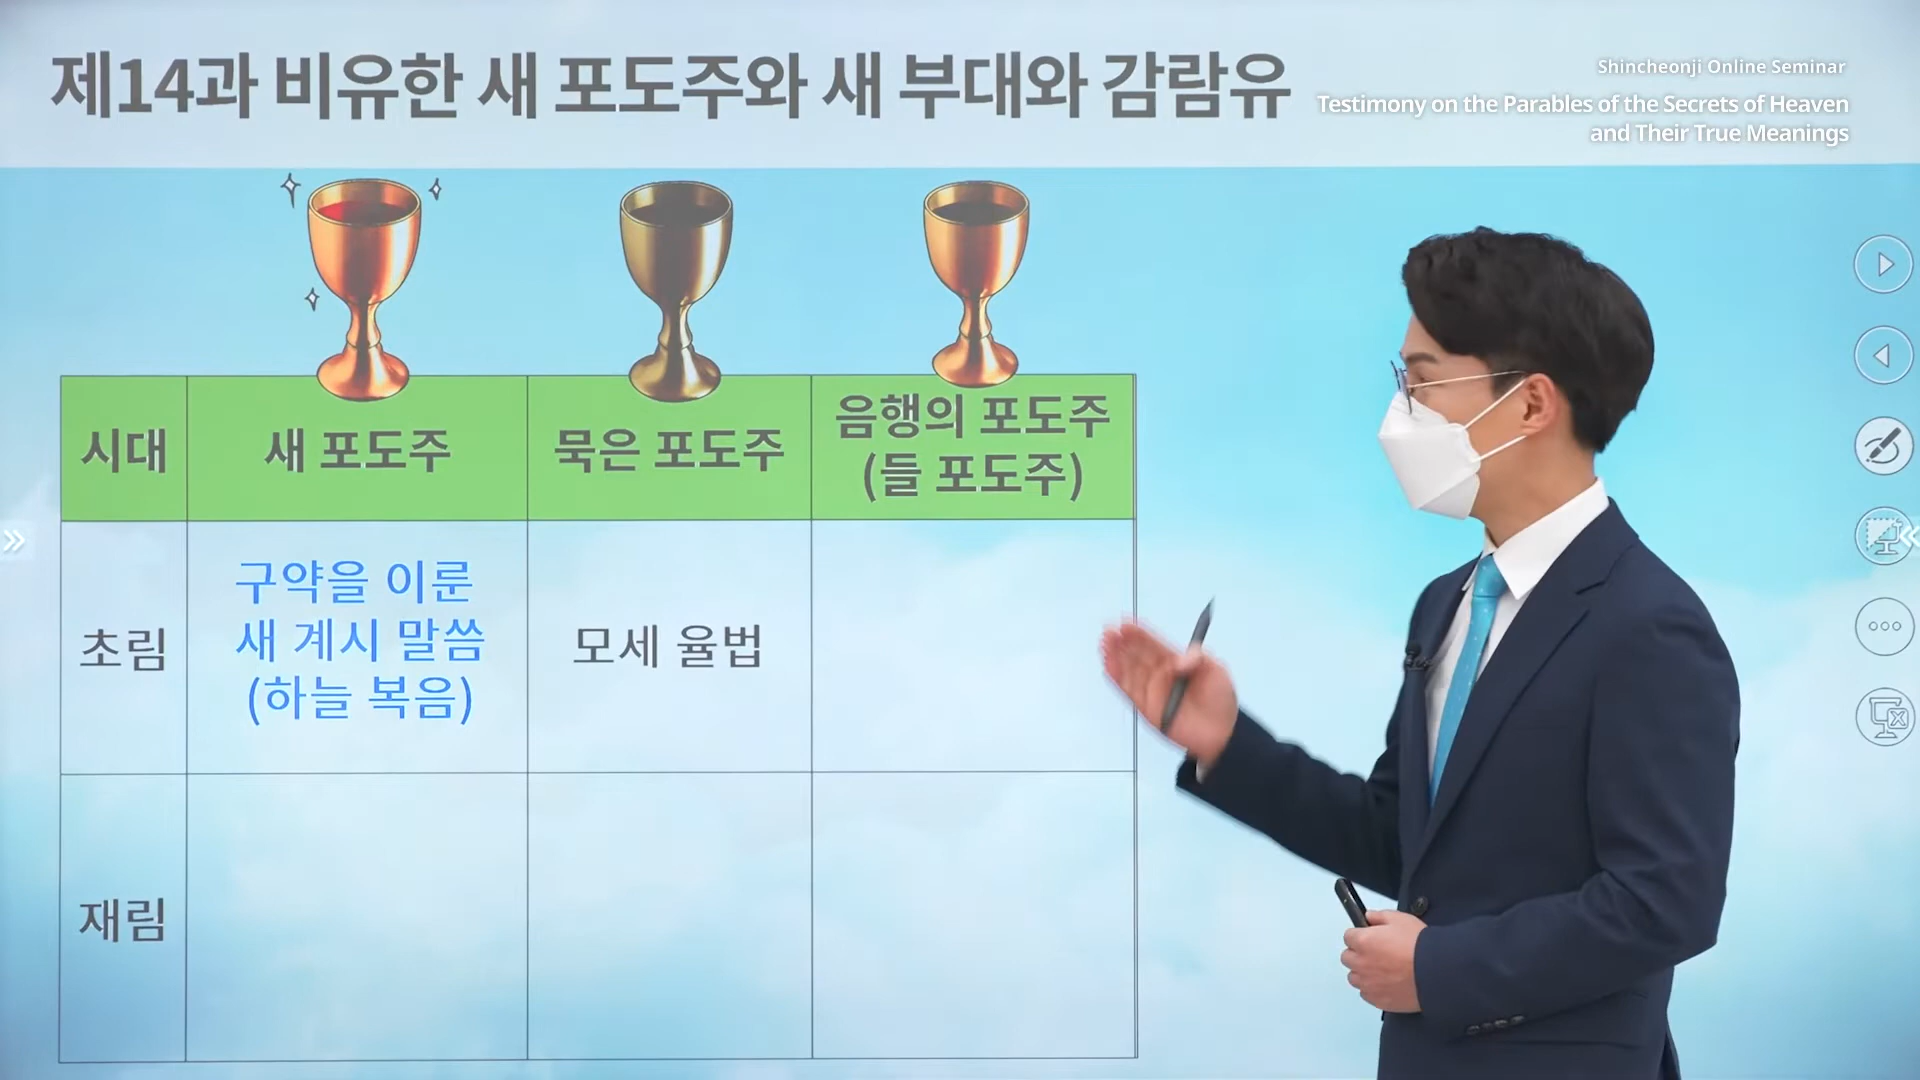 제14과 비유한 새 포도주와 새 부대와 감람유
Shincheonji Online Seminar
Testimony on the Parables of the Secrets of Heaven
and Their True Meanings
시대
새 포도주
묵은 포도주
음행의 포도주
(들 포도주)
초림
구약을 이룬
새 계시 말씀
(하늘 복음)
모세 율법
재림